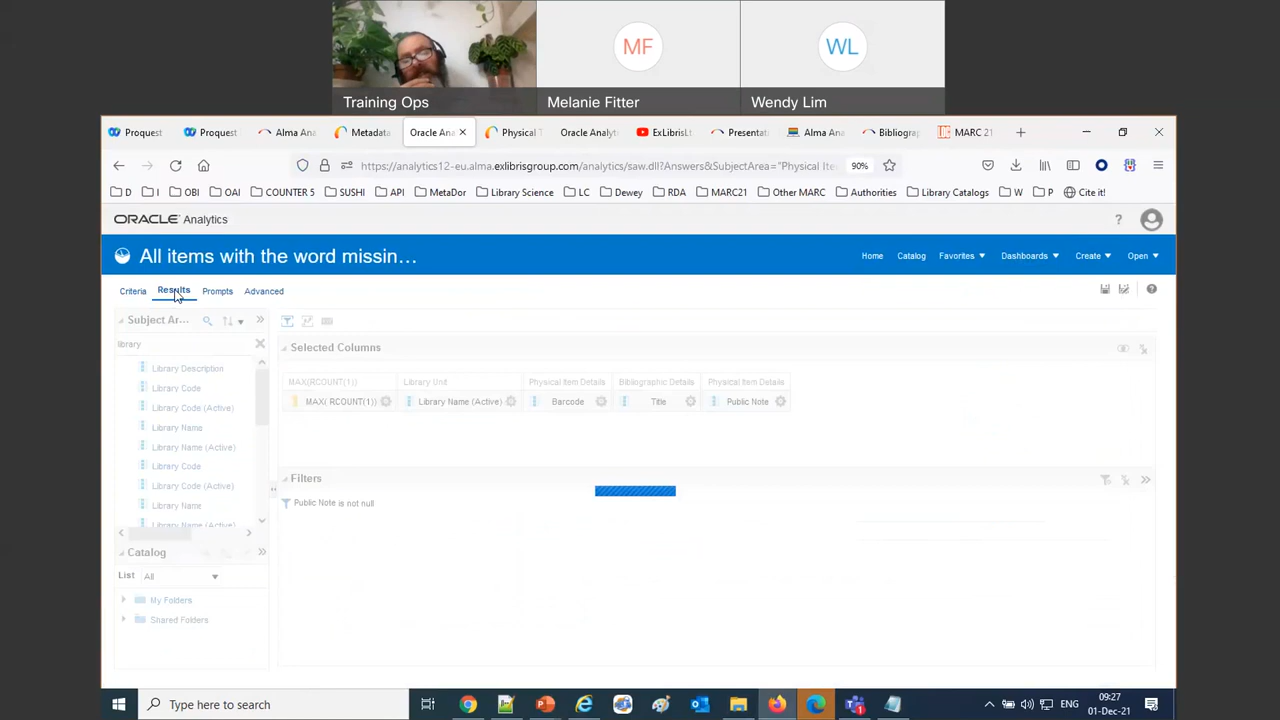 MF
WL
Training Ops
Melanie Fitter
Wendy Lim
Proquest
Proquest
Alma Ana
Metadata
Oracle Ana
Physical T
Oracle Analytic
ExLibrisLt
Presentat
Alma Ana
Bibliograp
MARC 21
https://analytics12-eu.alma.exlibrisgroup.com/analytics/saw.dll?Answers&SubjectArea="Physical Ite
90%
D
I
OBI
OAI
COUNTER 5
SUSHI
API
MetaDor
Library Science
LC
Dewey
RDA
MARC21
Other MARC
Authorities
Library Catalogs
W
P
Cite it!
ORACLE Analytics
All items with the word missin…
Home
Catalog
Favorites
Dashboards
Create
Open
Criteria
Results
Prompts
Advanced
Subject Ar...
library
Library Description
Library Code
Library Code (Active)
Library Name
Library Name (Active)
Library Code
Library Code (Active)
Library Name
Library Name (Active)
Catalog
List All
My Folders
Shared Folders
Selected Columns
MAX(RCOUNT(1))
Library Unit
Physical Item Details
Bibliographic Details
Physical Item Details
MAX( RCOUNT(1))
Library Name (Active)
Barcode
Title
Public Note
Filters
Public Note is not null
Type here to search
ENG
09:27
01-Dec-21